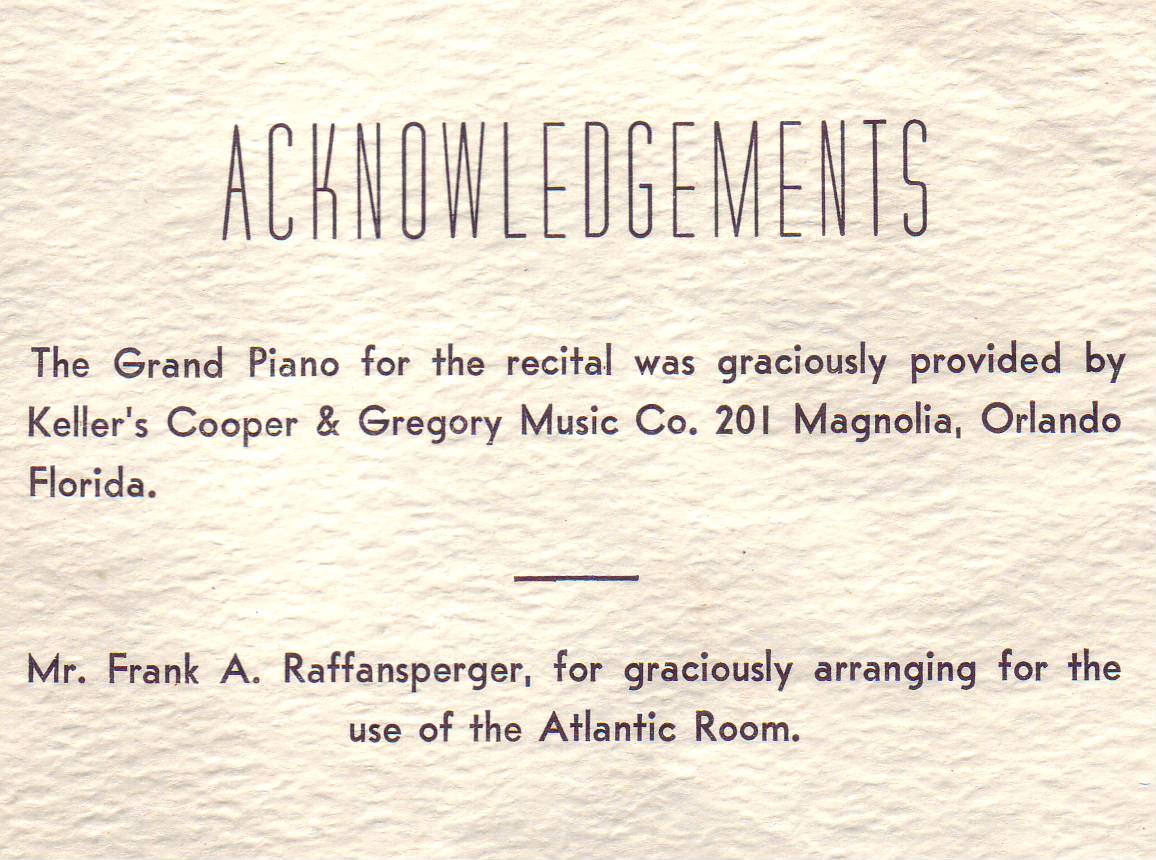 ACKNOWLEDGEMENTS
The Grand Piano for the recital was graciously provided by
Keller's Cooper & Gregory Music Co. 201 Magnolia, Orlando
Florida.
Mr. Frank A. Raffansperger, for graciously arranging for the
use of the Atlantic Room.